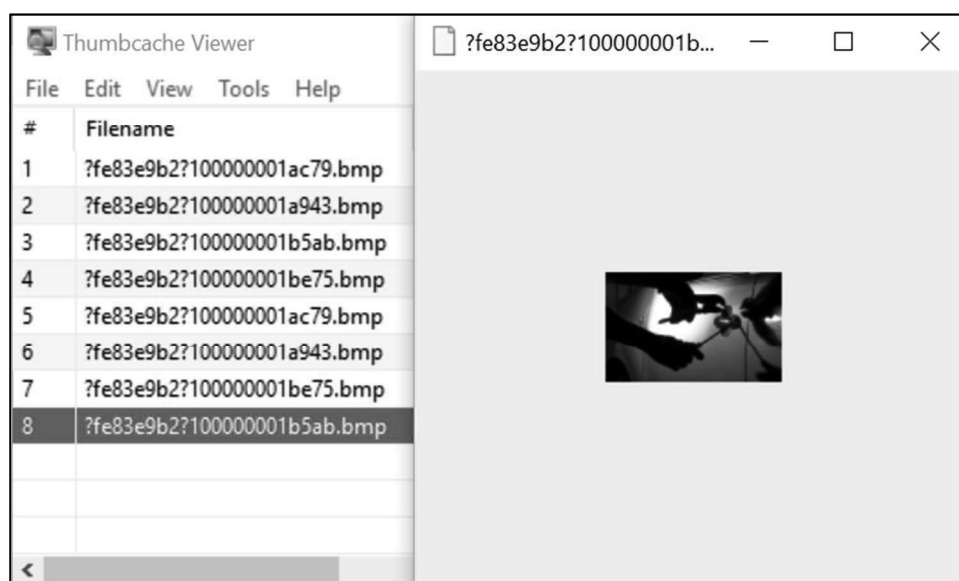 Thumbcache Viewer
File Edit View Tools Help
# Filename
1 ?fe83e9b2?100000001ac79.bmp
2 ?fe83e9b2?100000001a943.bmp
3 ?fe83e9b2?100000001b5ab.bmp
4 ?fe83e9b2?100000001be75.bmp
5 ?fe83e9b2?100000001ac79.bmp
6 ?fe83e9b2?100000001a943.bmp
7 ?fe83e9b2?100000001be75.bmp
8 ?fe83e9b2?100000001b5ab.bmp
?fe83e9b2?100000001b...